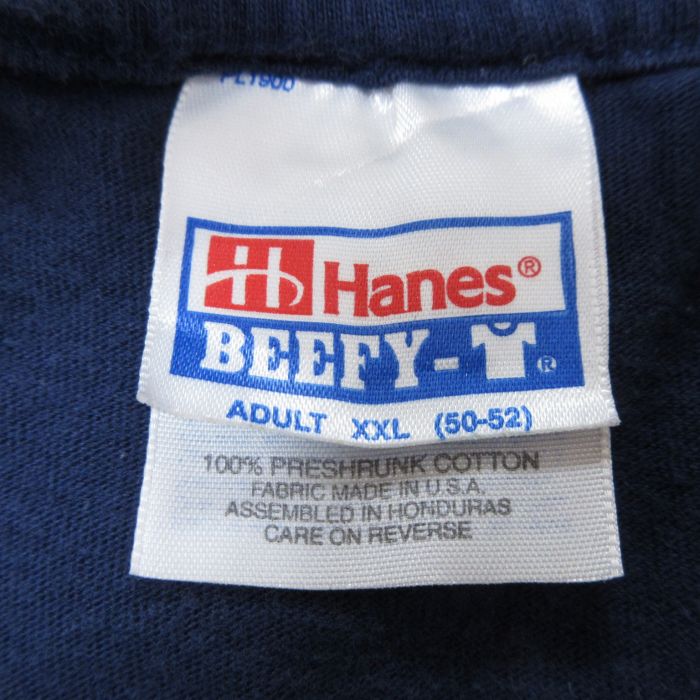 Hanes®
BEEFY-T®
ADULT XXL (50-52)
100% PRESHRUNK COTTON
FABRIC MADE IN U.S.A.
ASSEMBLED IN HONDURAS
CARE ON REVERSE